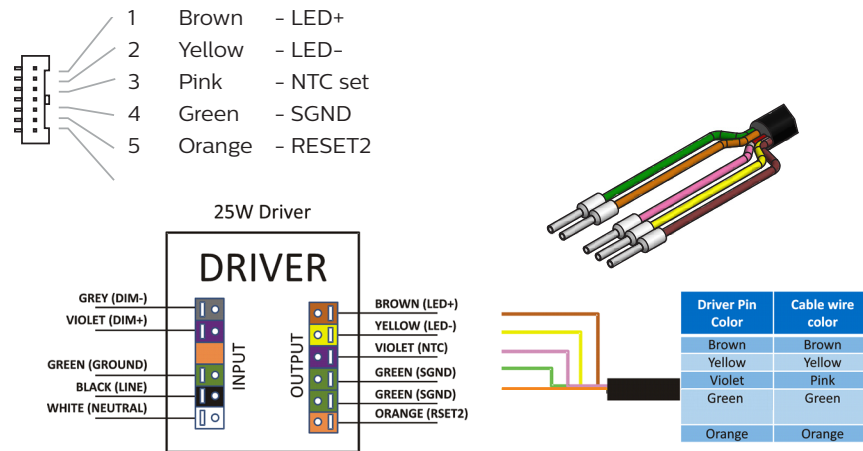 1 Brown - LED+
2 Yellow - LED-
3 Pink - NTC set
4 Green - SGND
5 Orange - RESET2
25W Driver
DRIVER
GREY (DIM-)
VIOLET (DIM+)
GREEN (GROUND)
BLACK (LINE)
WHITE (NEUTRAL)
INPUT
OUTPUT
BROWN (LED+)
YELLOW (LED-)
VIOLET (NTC)
GREEN (SGND)
GREEN (SGND)
ORANGE (RSET2)
Driver Pin Color Cable wire color
Brown Brown
Yellow Yellow
Violet Pink
Green Green
Orange Orange